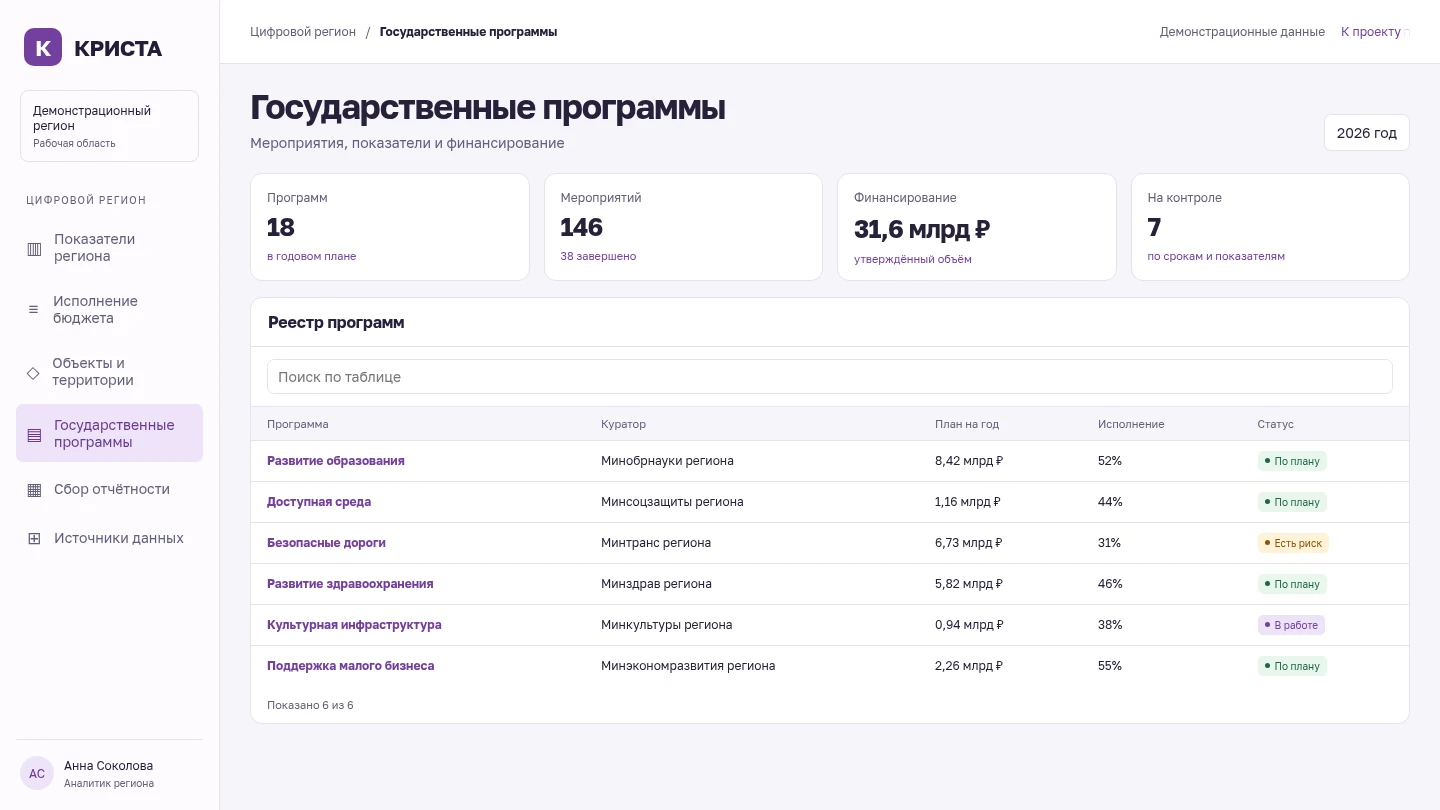 К КРИСТА
Демонстрационный
регион
Рабочая область
ЦИФРОВОЙ РЕГИОН
Показатели
региона
Исполнение
бюджета
Объекты и
территории
Государственные
программы
Сбор отчётности
Источники данных
АС
Анна Соколова
Аналитик региона
Цифровой регион / Государственные программы
Демонстрационные данные К проекту
Государственные программы
Мероприятия, показатели и финансирование
2026 год
Программ
18
в годовом плане
Мероприятий
146
38 завершено
Финансирование
31,6 млрд ₽
утверждённый объём
На контроле
7
по срокам и показателям
Реестр программ
Поиск по таблице
Программа Куратор План на год Исполнение Статус
Развитие образования Минобрнауки региона 8,42 млрд ₽ 52% По плану
Доступная среда Минсоцзащиты региона 1,16 млрд ₽ 44% По плану
Безопасные дороги Минтранс региона 6,73 млрд ₽ 31% Есть риск
Развитие здравоохранения Минздрав региона 5,82 млрд ₽ 46% По плану
Культурная инфраструктура Минкультуры региона 0,94 млрд ₽ 38% В работе
Поддержка малого бизнеса Минэкономразвития региона 2,26 млрд ₽ 55% По плану
Показано 6 из 6